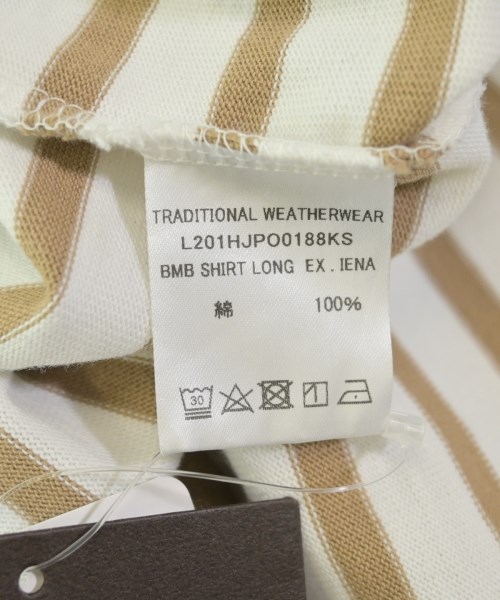 TRADITIONAL WEATHERWEAR
L201HJPO0188KS
BMB SHIRT LONG EX . IENA
綿 100%
30